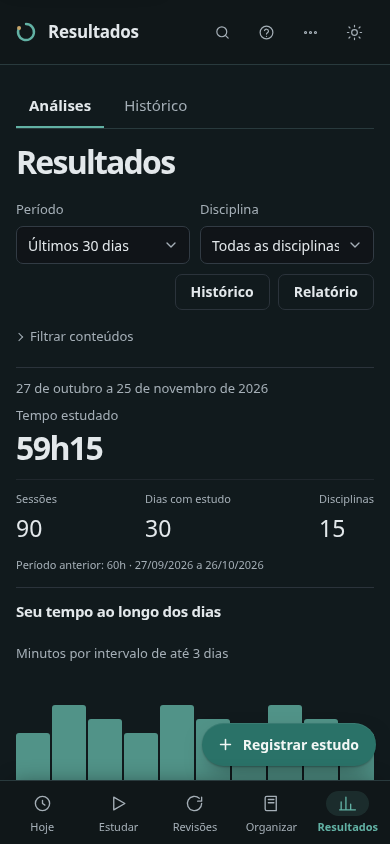 Resultados
Análises Histórico
Resultados
Período Disciplina
Últimos 30 dias Todas as disciplinas
Histórico Relatório
Filtrar conteúdos
27 de outubro a 25 de novembro de 2026
Tempo estudado
59h15
Sessões Dias com estudo Disciplinas
90 30 15
Período anterior: 60h · 27/09/2026 a 26/10/2026
Seu tempo ao longo dos dias
Minutos por intervalo de até 3 dias
Registrar estudo
Hoje Estudar Revisões Organizar Resultados